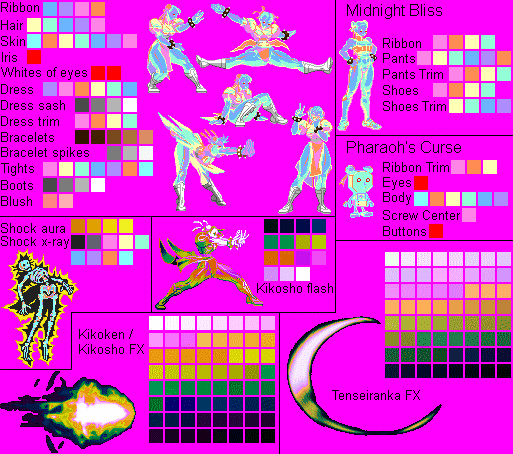 Ribbon
Hair
Skin
Iris
Whites of eyes
Dress
Dress sash
Dress trim
Bracelets
Bracelet spikes
Tights
Boots
Blush
Midnight Bliss
Ribbon
Pants
Pants Trim
Shoes
Shoes Trim
Pharaoh's Curse
Ribbon Trim
Eyes
Body
Screw Center
Buttons
Shock aura
Shock x-ray
Kikosho flash
Kikoken /
Kikosho FX
Tenseiranka FX